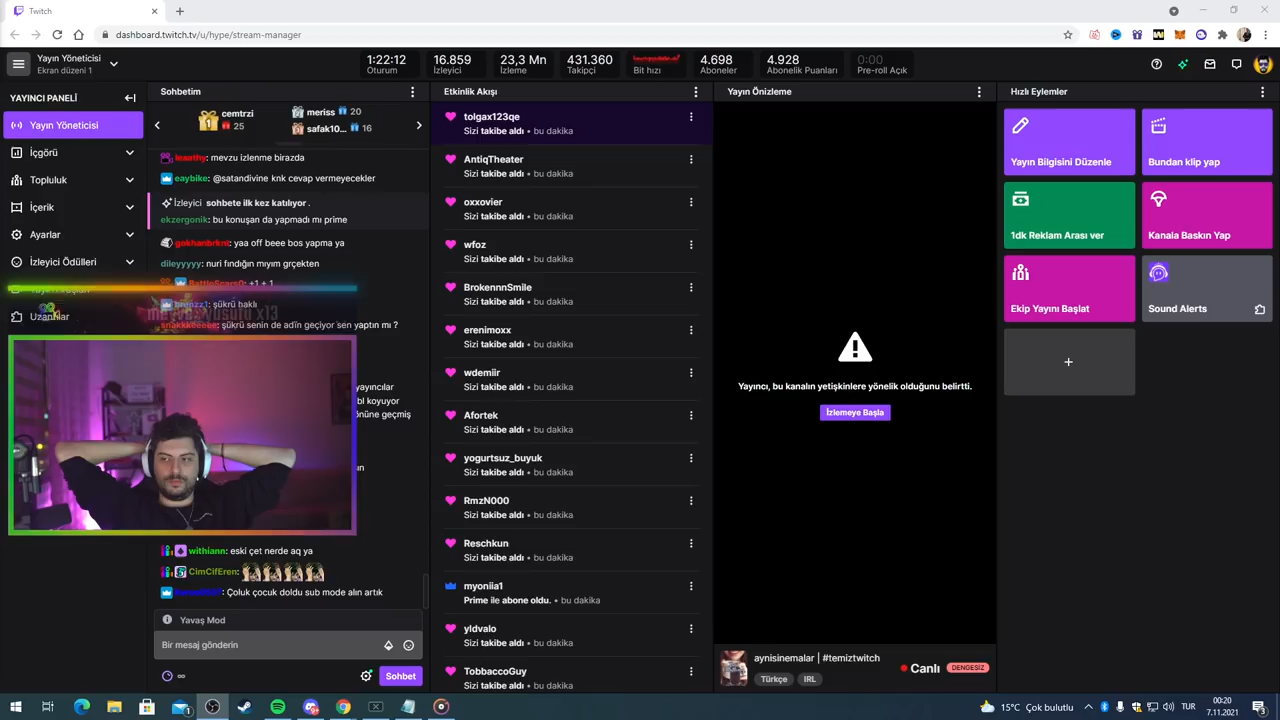 Twitch
dashboard.twitch.tv/u/hype/stream-manager
Yayın Yöneticisi
Ekran düzeni 1
1:22:12
Oturum
16.859
İzleyici
23,3 Mn
İzleme
431.360
Takipçi
Bit hızı
4.698
Aboneler
4.928
Abonelik Puanları
0:00
Pre-roll Açık
YAYINCI PANELİ
Yayın Yöneticisi
İçgörü
Topluluk
İçerik
Ayarlar
İzleyici Ödülleri
Uzantılar
Sohbetim
cemtrzi
25
meriss 20
safak10... 16
leaathy: mevzu izlenme birazda
eaybike: @satandivine knk cevap vermeyecekler
İzleyici sohbete ilk kez katılıyor .
ekzergonik: bu konuşan da yapmadı mı prime
gokhanbrknl: yaa off beee bos yapma ya
dileyyyyy: nuri fındığın mıyım grçekten
+1 + 1
şükrü haklı
mevzu yusufu x13
snakkkeeebe: şükrü senin de adın geçiyor sen yaptın mı ?
yayıncılar
bl koyuyor
önüne geçmiş
ın
withiann: eski çet nerde aq ya
CimCifEren:
Çoluk çocuk doldu sub mode alın artık
Yavaş Mod
Bir mesaj gönderin
Sohbet
Etkinlik Akışı
tolgax123qe
Sizi takibe aldı • bu dakika
AntiqTheater
Sizi takibe aldı • bu dakika
oxxovier
Sizi takibe aldı • bu dakika
wfoz
Sizi takibe aldı • bu dakika
BrokennnSmile
Sizi takibe aldı • bu dakika
erenimoxx
Sizi takibe aldı • bu dakika
wdemiir
Sizi takibe aldı • bu dakika
Afortek
Sizi takibe aldı • bu dakika
yogurtsuz_buyuk
Sizi takibe aldı • bu dakika
RmzN000
Sizi takibe aldı • bu dakika
Reschkun
Sizi takibe aldı • bu dakika
myoniia1
Prime ile abone oldu. • bu dakika
yldvalo
Sizi takibe aldı • bu dakika
TobbaccoGuy
Sizi takibe aldı • bu dakika
Yayın Önizleme
Yayıncı, bu kanalın yetişkinlere yönelik olduğunu belirtti.
İzlemeye Başla
aynisinemalar | #temiztwitch
Türkçe
IRL
Canlı
DENGESİZ
Hızlı Eylemler
Yayın Bilgisini Düzenle
Bundan klip yap
1dk Reklam Arası ver
Kanala Baskın Yap
Ekip Yayını Başlat
Sound Alerts
15°C Çok bulutlu
TUR
00:20
7.11.2021